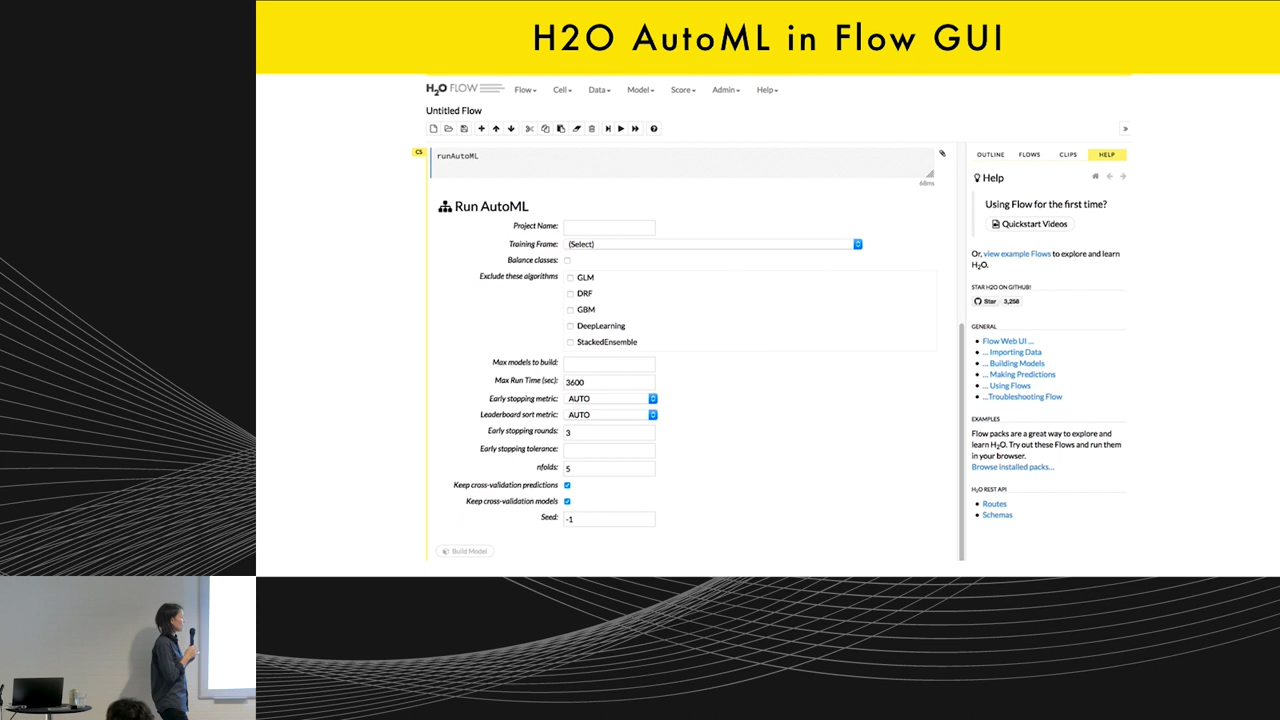 H2O AutoML in Flow GUI
H2O FLOW
Flow Cell Data Model Score Admin Help
Untitled Flow
CS
runAutoML
68ms
Run AutoML
Project Name:
Training Frame: (Select)
Balance classes:
Exclude these algorithms
GLM
DRF
GBM
DeepLearning
StackedEnsemble
Max models to build:
Max Run Time (sec): 3600
Early stopping metric: AUTO
Leaderboard sort metric: AUTO
Early stopping rounds: 3
Early stopping tolerance:
nfolds: 5
Keep cross-validation predictions
Keep cross-validation models
Seed: -1
Build Model
OUTLINE FLOWS CLIPS HELP
Help
Using Flow for the first time?
Quickstart Videos
Or, view example Flows to explore and learn
H2O.
STAR H2O ON GITHUB!
Star 3,258
GENERAL
Flow Web UI ...
... Importing Data
... Building Models
... Making Predictions
... Using Flows
...Troubleshooting Flow
EXAMPLES
Flow packs are a great way to explore and
learn H2O. Try out these Flows and run them
in your browser.
Browse installed packs...
H2O REST API
Routes
Schemas